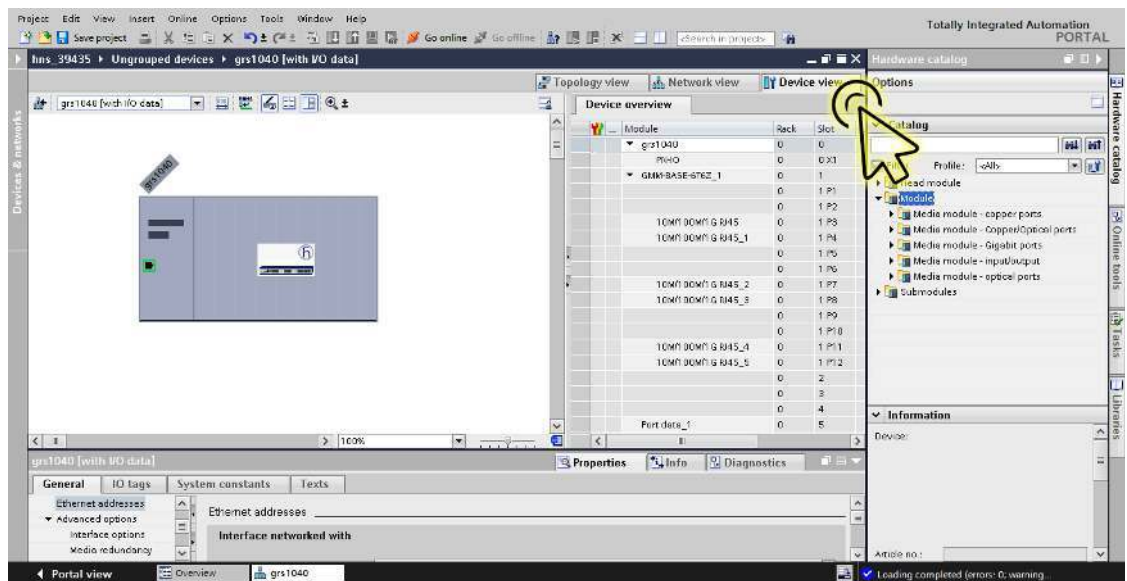 Project Edit View Insert Online Options Tools Window Help
Totally Integrated Automation
PORTAL
Save project
Go online
Go offline
<Search in project>
hns_39435 ▸ Ungrouped devices ▸ grs1040 [with I/O data]
Hardware catalog
Topology view
Network view
Device view
Options
grs1040 [with I/O data]
Device overview
Module
Rack
Slot
Catalog
grs1040 0 0
PN-IO 0 0 X1
GMM-BASE-6T6Z_1 0 1
0 1 P1
0 1 P2
10M/100M/1G RJ45 0 1 P3
10M/100M/1G RJ45_1 0 1 P4
0 1 P5
0 1 P6
10M/100M/1G RJ45_2 0 1 P7
10M/100M/1G RJ45_3 0 1 P8
0 1 P9
0 1 P10
10M/100M/1G RJ45_4 0 1 P11
10M/100M/1G RJ45_5 0 1 P12
0 2
0 3
0 4
Port data_1 0 5
Profile: <All>
Head module
Module
Media module - copper ports
Media module - Copper/Optical ports
Media module - Gigabit ports
Media module - input/output
Media module - optical ports
Submodules
Information
Device:
Article no.:
grs1040
100%
grs1040 [with I/O data]
Properties
Info
Diagnostics
General
IO tags
System constants
Texts
Ethernet addresses
Advanced options
Interface options
Media redundancy
Ethernet addresses
Interface networked with
Devices & networks
Hardware catalog
Online tools
Tasks
Libraries
Portal view
Overview
grs1040
Loading completed (errors: 0; warning...